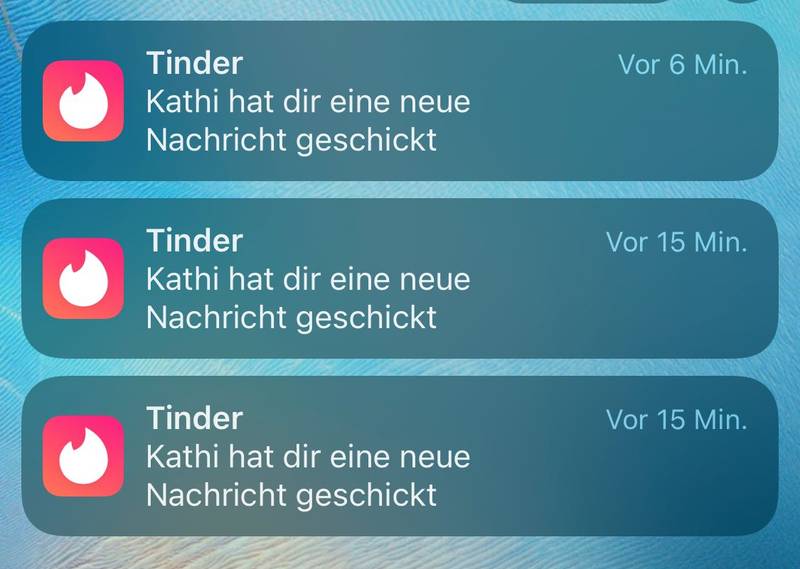 Tinder
Vor 6 Min.
Kathi hat dir eine neue
Nachricht geschickt
Tinder
Vor 15 Min.
Kathi hat dir eine neue
Nachricht geschickt
Tinder
Vor 15 Min.
Kathi hat dir eine neue
Nachricht geschickt